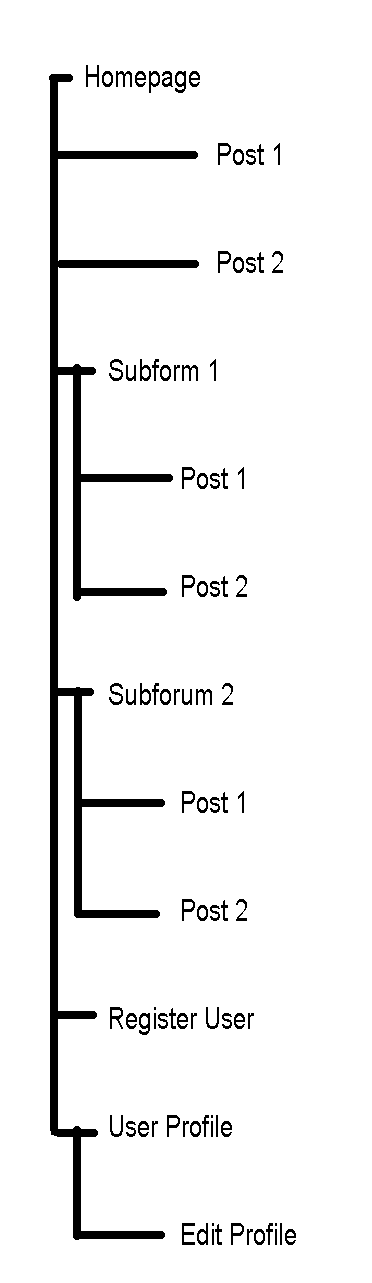 Homepage
Post 1
Post 2
Subform 1
Post 1
Post 2
Subforum 2
Post 1
Post 2
Register User
User Profile
Edit Profile